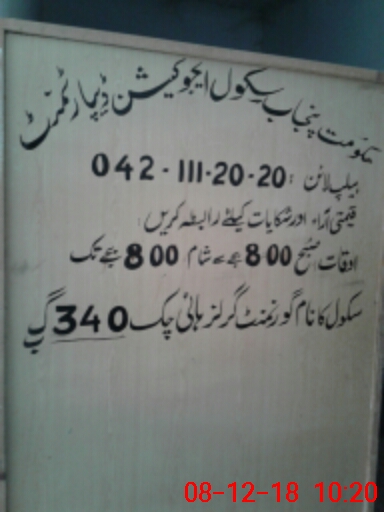 حکومت پنجاب سکول ایجوکیشن ڈیپارٹمنٹ
ہیلپ لائن : 042-111-20-20
قیمتی آراء اور شکایات کیلئے رابطہ کریں
اوقات صبح 8:00 بجے سے شام 8:00 بجے تک
سکول کا نام گورنمنٹ گرلز ہائی چک 340 گ ب
08-12-18 10:20